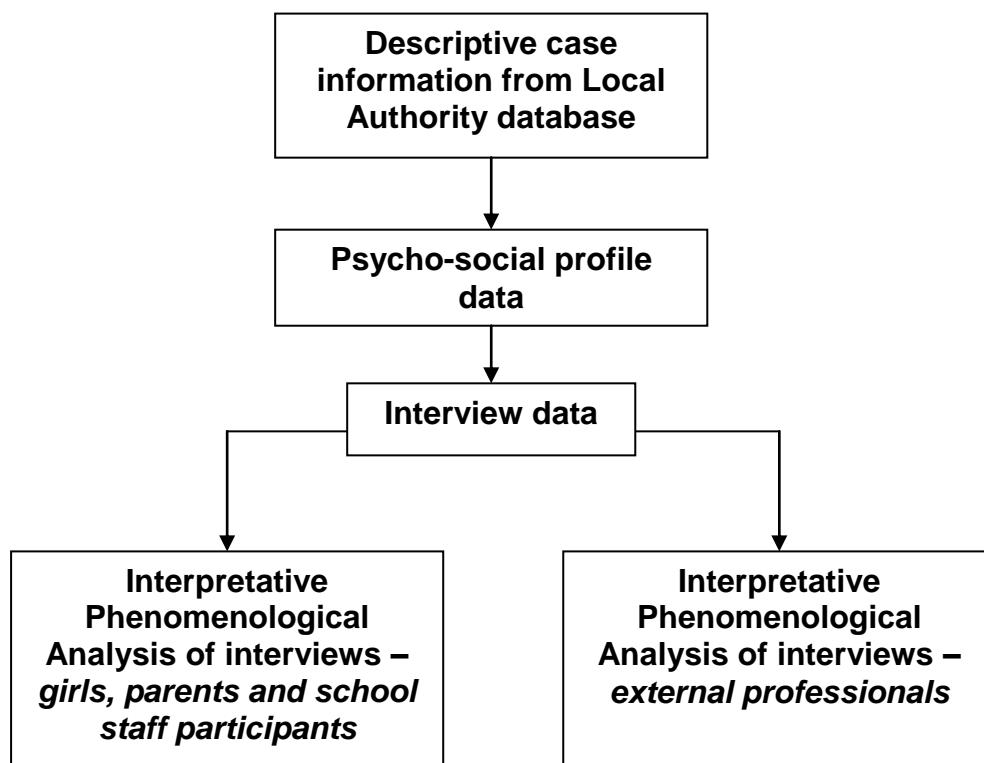 Descriptive case
information from Local
Authority database
Psycho-social profile
data
Interview data
Interpretative
Phenomenological
Analysis of interviews –
girls, parents and school
staff participants
Interpretative
Phenomenological
Analysis of interviews –
external professionals